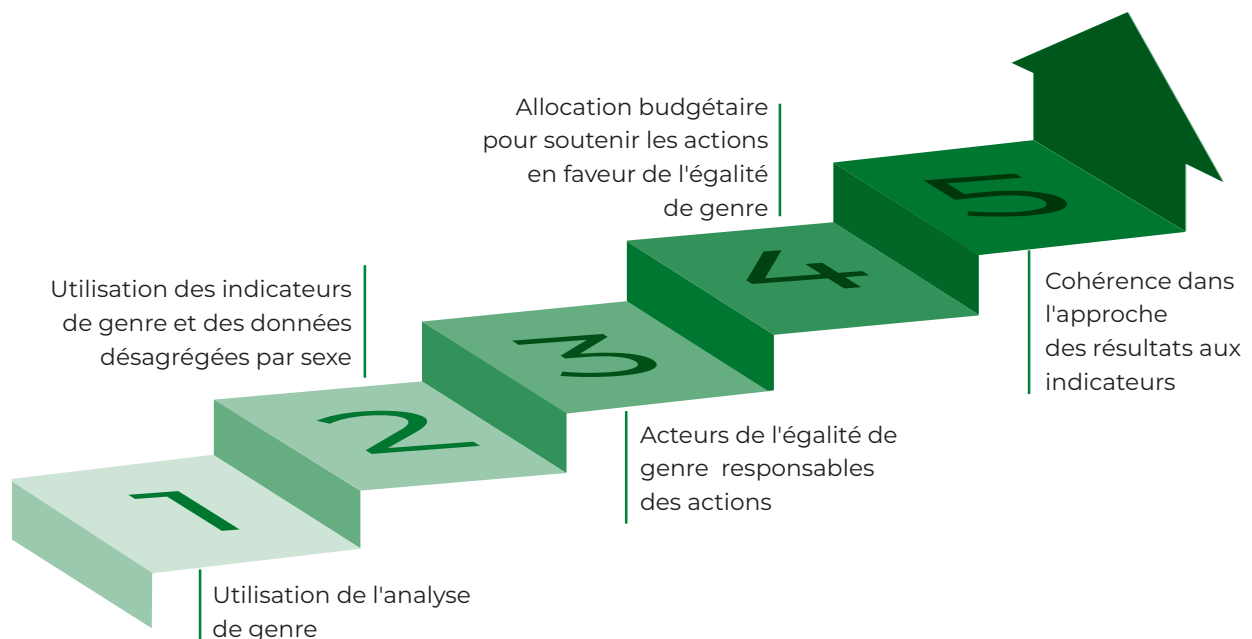 1
Utilisation de l'analyse
de genre
2
Utilisation des indicateurs
de genre et des données
désagrégées par sexe
3
Acteurs de l'égalité de
genre  responsables
des actions
4
Allocation budgétaire
pour soutenir les actions
en faveur de l'égalité
de genre
5
Cohérence dans
l'approche
des résultats aux
indicateurs